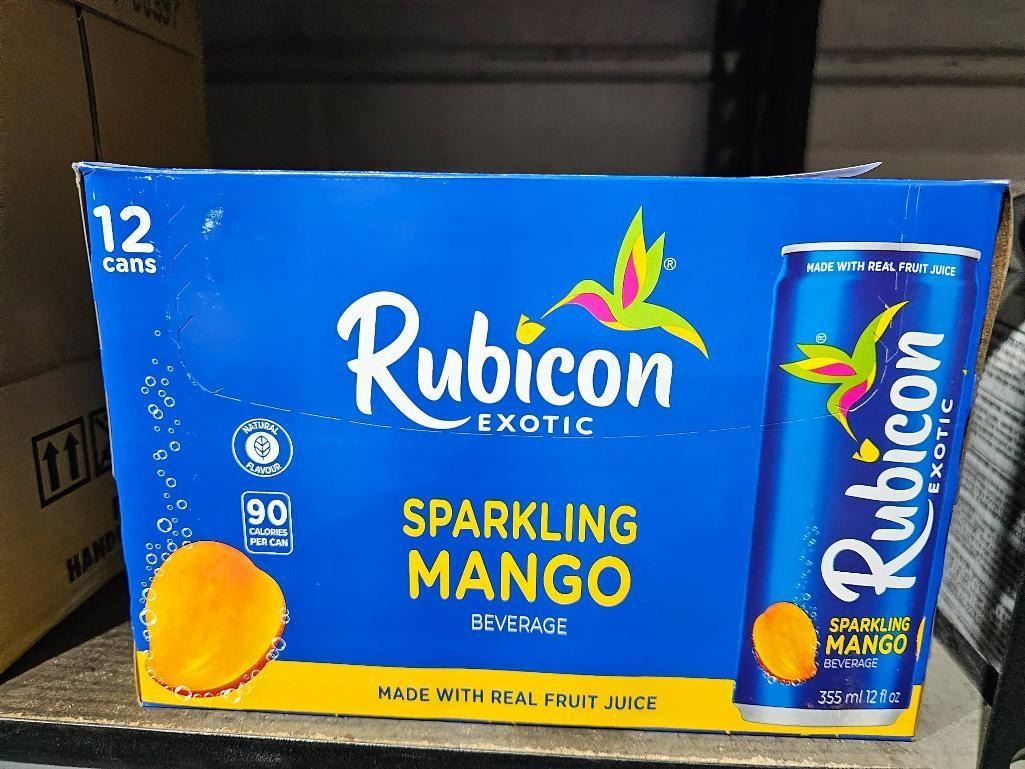 12
cans
Rubicon
®
EXOTIC
NATURAL
FLAVOUR
90
CALORIES
PER CAN
SPARKLING
MANGO
BEVERAGE
MADE WITH REAL FRUIT JUICE
MADE WITH REAL FRUIT JUICE
®
Rubicon
EXOTIC
SPARKLING
MANGO
BEVERAGE
355 ml 12 fl oz